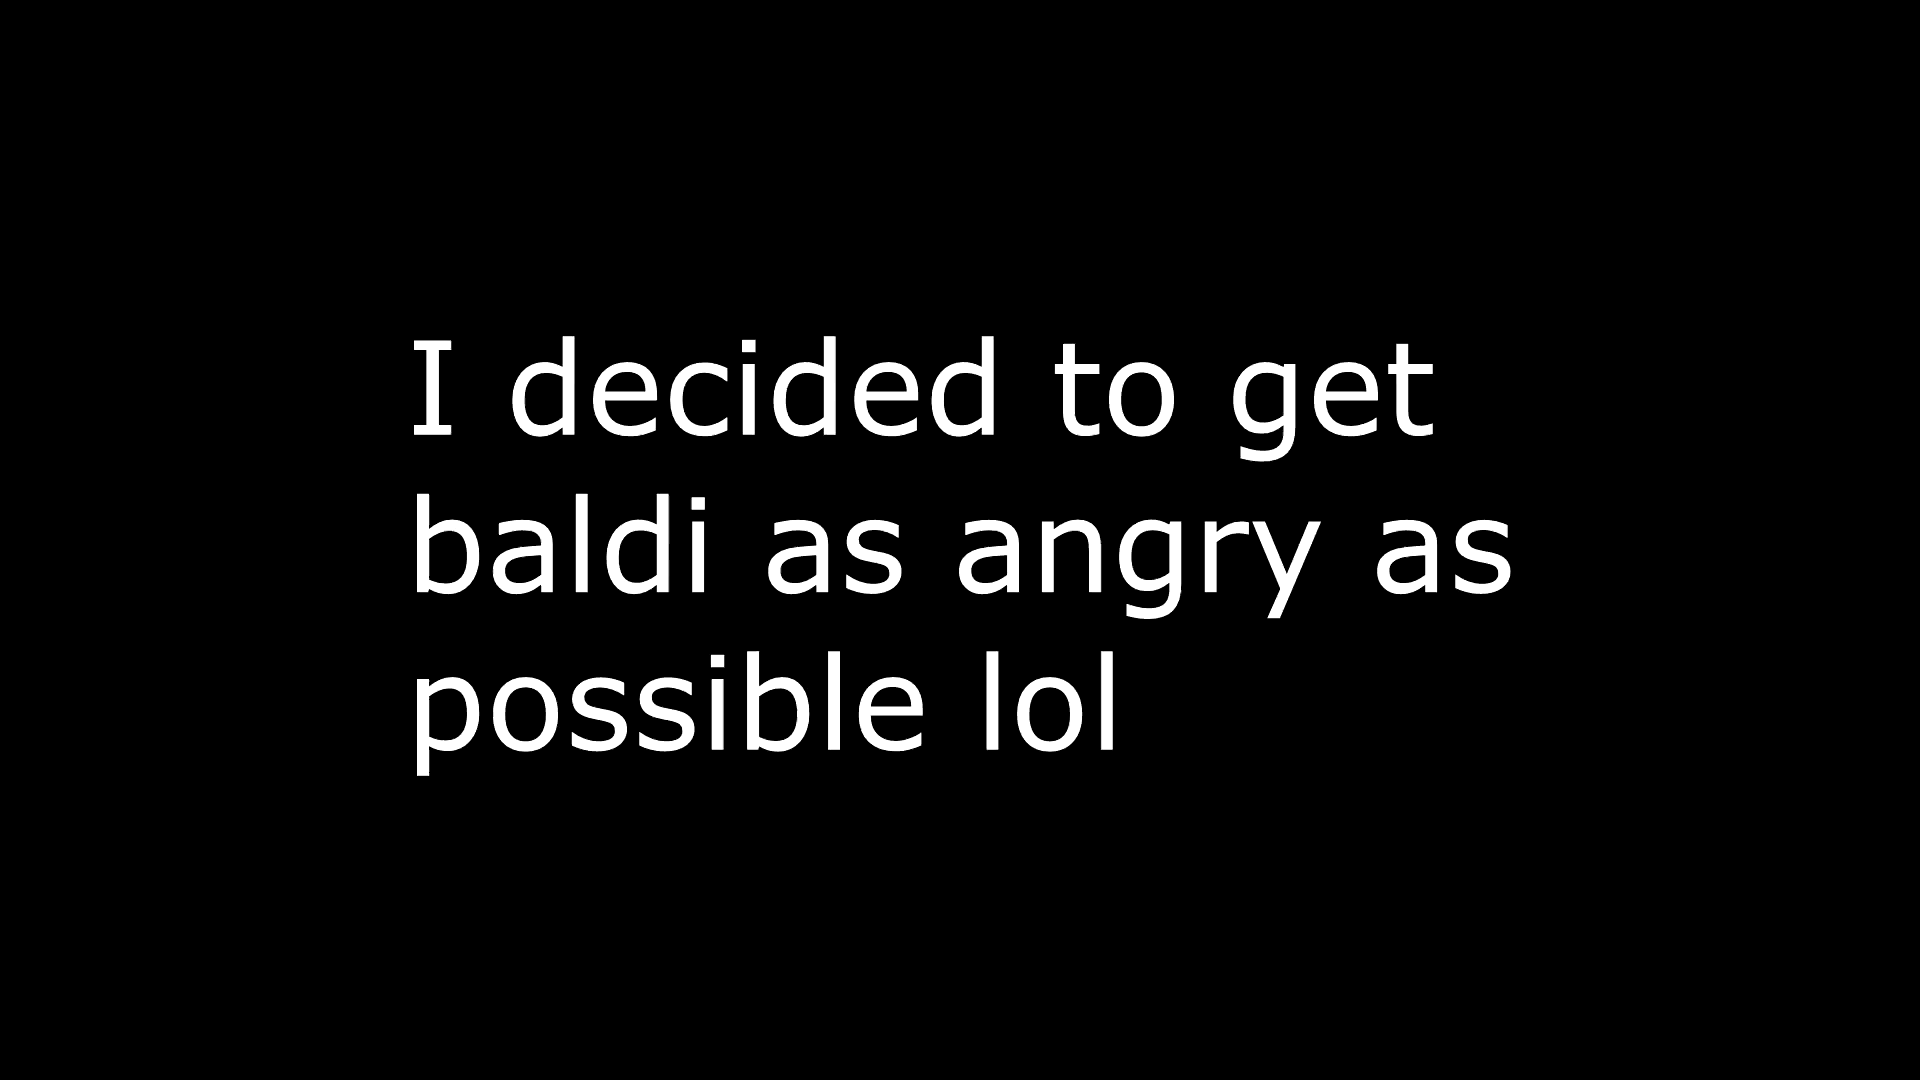 I decided to get
baldi as angry as
possible lol